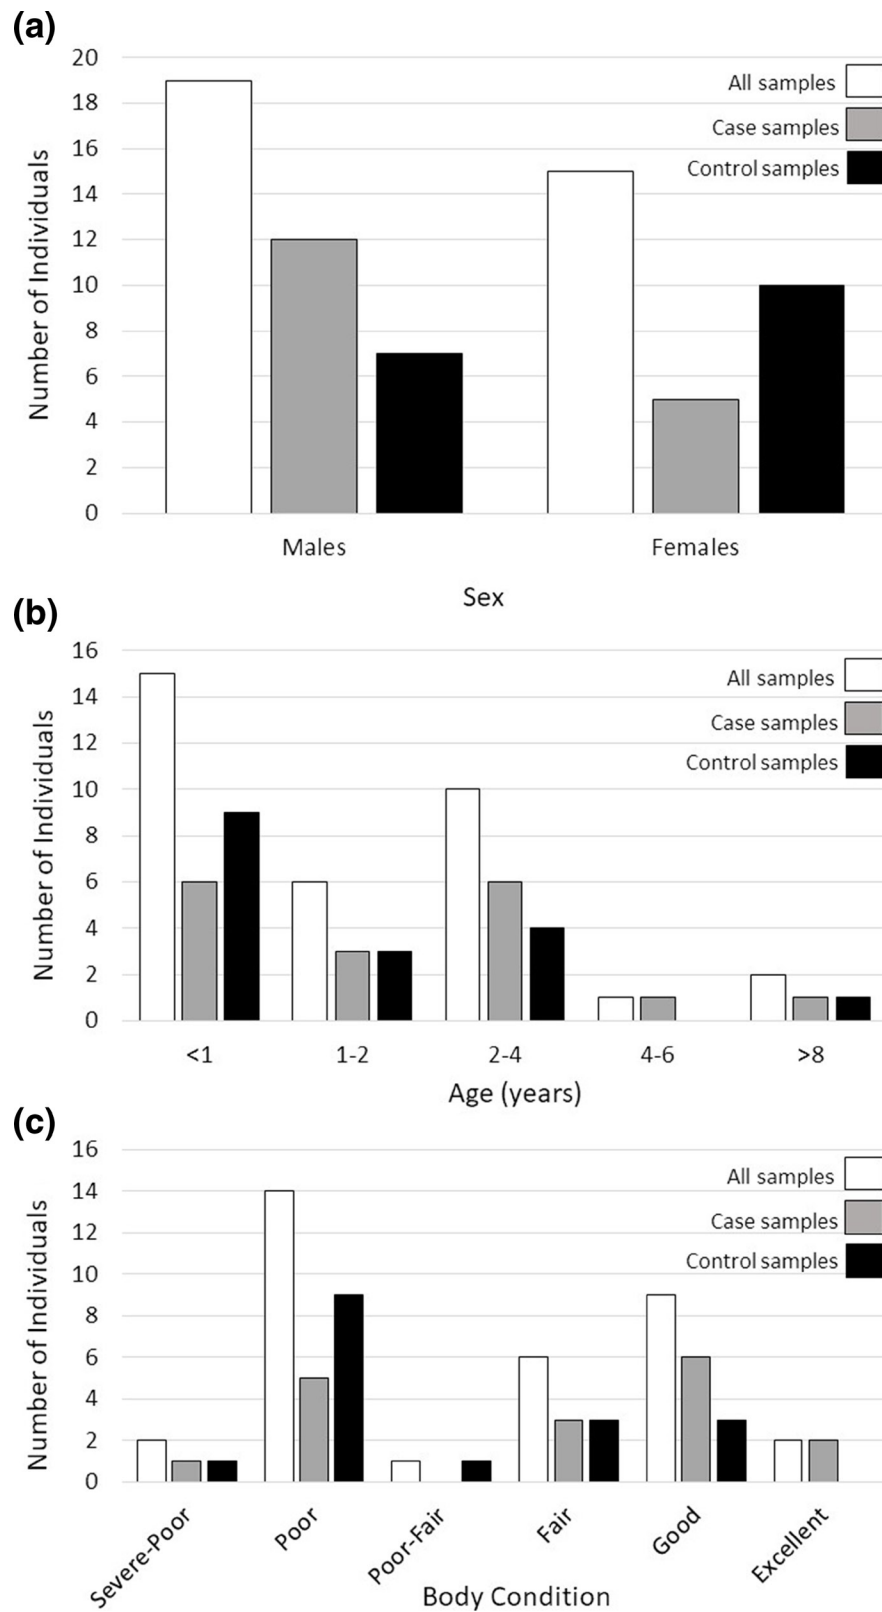 (a)
20
18
16
14
12
10
8
6
4
2
0
Number of Individuals
All samples
Case samples
Control samples
Males Females
Sex
(b)
16
14
12
10
8
6
4
2
0
Number of Individuals
All samples
Case samples
Control samples
<1 1-2 2-4 4-6 >8
Age (years)
(c)
16
14
12
10
8
6
4
2
0
Number of Individuals
All samples
Case samples
Control samples
Severe-Poor Poor Poor-Fair Fair Good Excellent
Body Condition